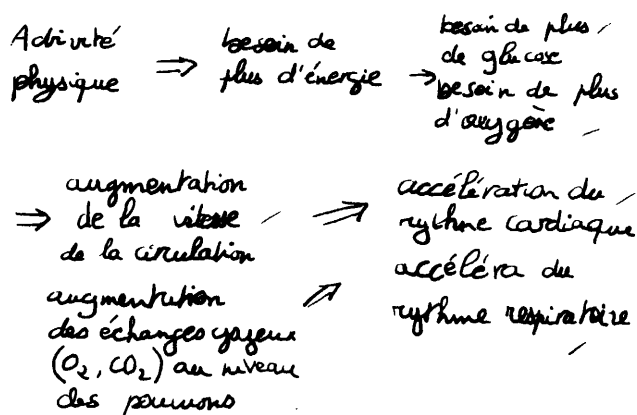 Activité
physique
⇒
besoin de
plus d'énergie
→
besoin de plus
de glucose
besoin de plus
d'oxygène
⇒
augmentation
de la vitesse
de la circulation
augmentation
des échanges gazeux
(O₂, CO₂) au niveau
des poumons
⇒
accélération du
rythme cardiaque
⇒
accéléra du
rythme respiratoire